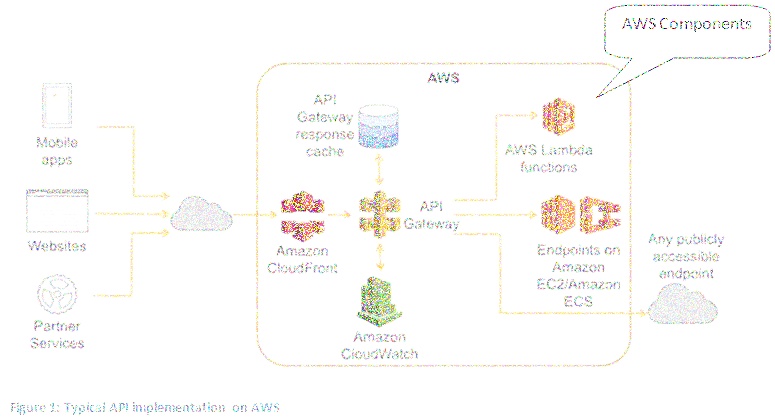 AWS Components
AWS
API
Gateway
response
cache
Mobile
apps
AWS Lambda
functions
Websites
API
Gateway
Amazon
CloudFront
Endpoints on
Amazon
EC2/Amazon
ECS
Any publicly
accessible
endpoint
Partner
Services
Amazon
CloudWatch
Figure 1: Typical API implementation on AWS